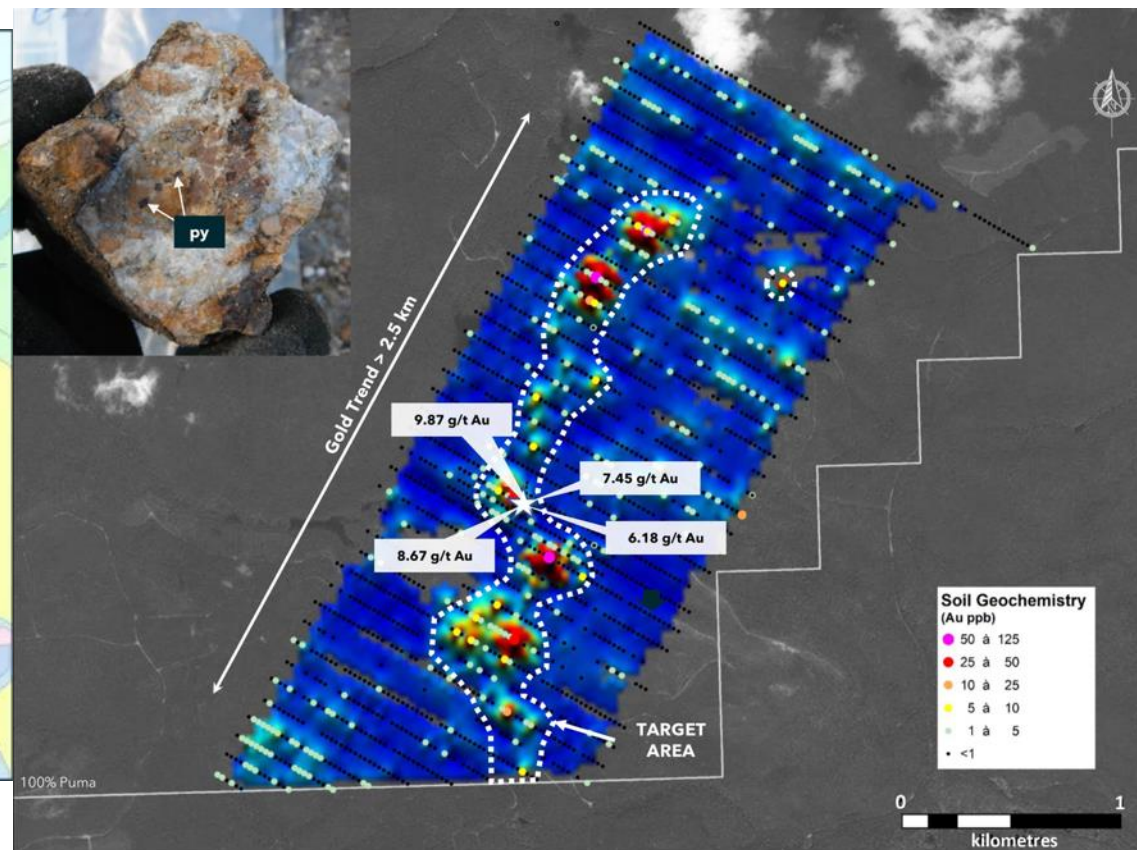 py
Gold Trend > 2.5 km
9.87 g/t Au
7.45 g/t Au
6.18 g/t Au
8.67 g/t Au
TARGET
AREA
Soil Geochemistry
(Au ppb)
50 à 125
25 à 50
10 à 25
5 à 10
1 à 5
<1
100% Puma
0 1
kilometres